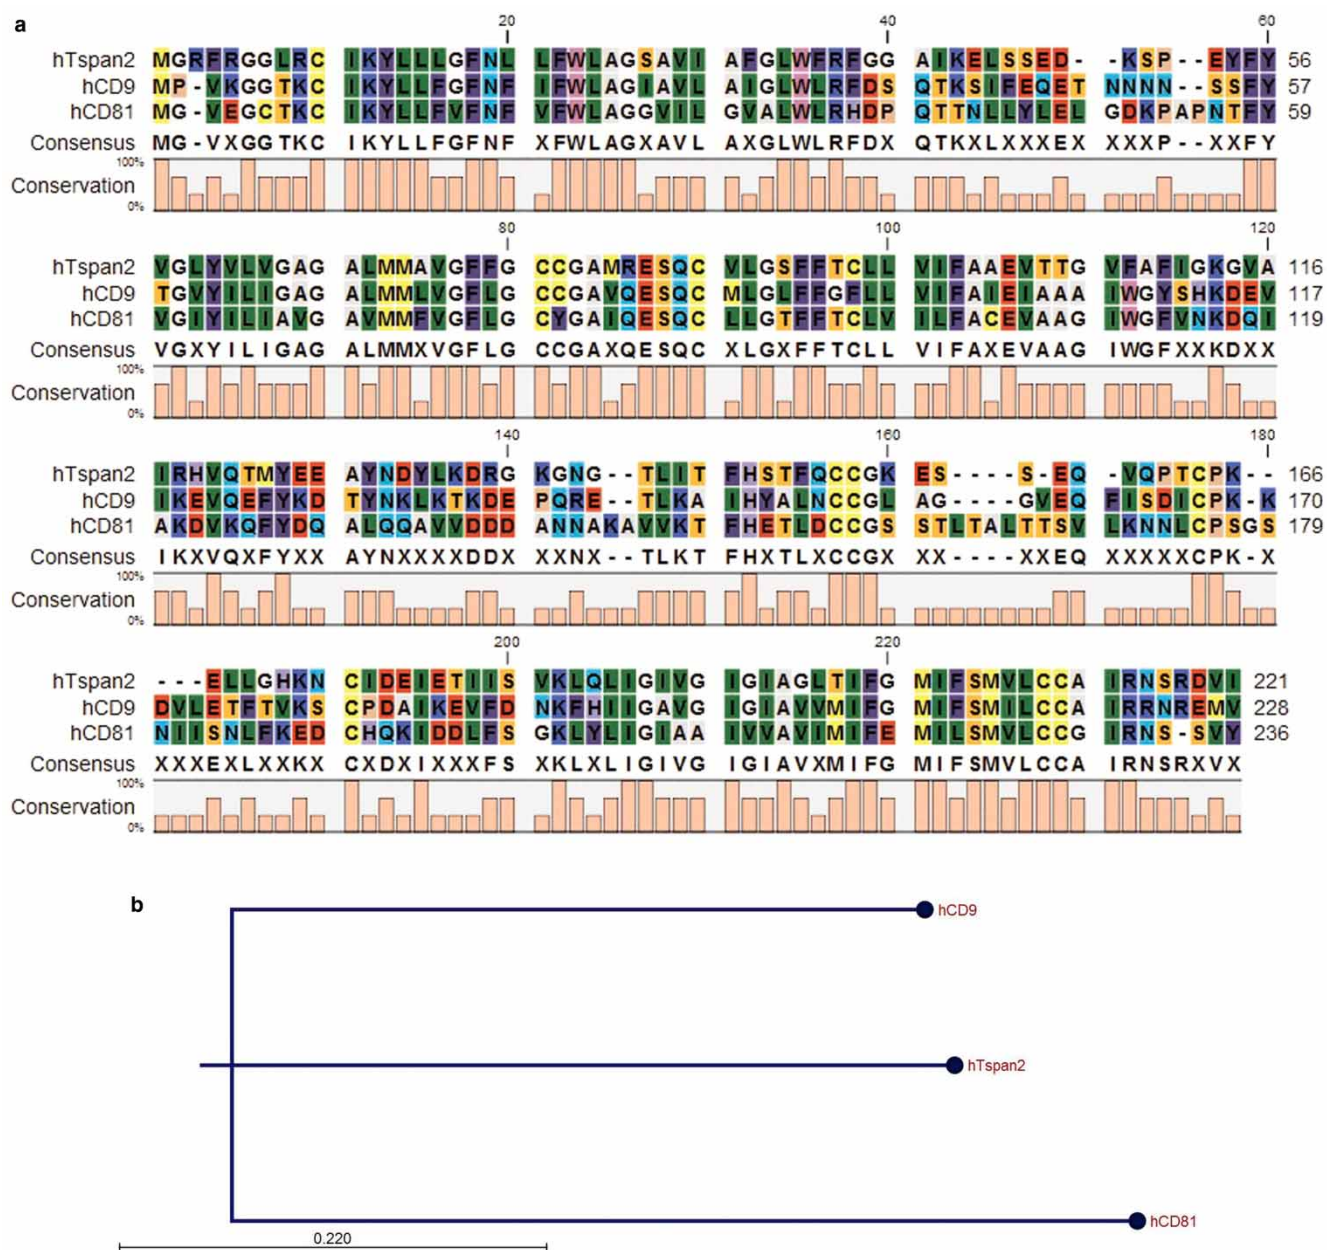 a
20 40 60
hTspan2 MGRFRGGLRC IKYLLLGFNL LFWLAGSAVI AFGLWFRFGG AIKELSSED- -KSP--EYFY 56
hCD9 MP-VKGGTKC IKYLLFGFNF IFWLAGIAVL AIGLWLRFDS QTKSIFEQET NNNN--SSFY 57
hCD81 MG-VEGCTKC IKYLLFVFNF VFWLAGGVIL GVALWLRHDP QTTNLLYLEL GDKPAPNTFY 59
Consensus MG-VXGGTKC IKYLLFGFNF XFWLAGXAVL AXGLWLRFDX QTKXLXXXEX XXXP--XXFY
100%
Conservation
0%
80 100 120
hTspan2 VGLYVLVGAG ALMMAVGFFG CCGAMRESQC VLGSFFTCLL VIFAAEVTTG VFAFIGKGVA 116
hCD9 TGVYILIGAG ALMMLVGFLG CCGAVQESQC MLGLFFGFLL VIFAIEIAAA IWGYSHKDEV 117
hCD81 VGIYILIAVG AVMMFVGFLG CYGAIQESQC LLGTFFTCLV ILFACEVAAG IWGFVNKDQI 119
Consensus VGXYILIGAG ALMMXVGFLG CCGAXQESQC XLGXFFTCLL VIFAXEVAAG IWGFXXKDXX
100%
Conservation
0%
140 160 180
hTspan2 IRHVQTMYEE AYNDYLKDRG KGNG--TLIT FHSTFQCCGK ES----S-EQ -VQPTCPK-- 166
hCD9 IKEVQEFYKD TYNKLKTKDE PQRE--TLKA IHYALNCCGL AG----GVEQ FISDICPK-K 170
hCD81 AKDVKQFYDQ ALQQAVVDDD ANNAKAVVKT FHETLDCCGS STLTALTTSV LKNNLCPSGS 179
Consensus IKXVQXFYXX AYNXXXXDDX XXNX--TLKT FHXTLXCCGX XX----XXEQ XXXXXCPK-X
100%
Conservation
0%
200 220
hTspan2 ---ELLGHKN CIDEIETIIS VKLQLIGIVG IGIAGLTIFG MIFSMVLCCA IRNSRDVI 221
hCD9 DVLETFTVKS CPDAIKEVFD NKFHIIGAVG IGIAVVMIFG MIFSMILCCA IRRNREMV 228
hCD81 NIISNLFKED CHQKIDDLFS GKLYLIGIAA IVVAVIMIFE MILSMVLCCG IRNS-SVY 236
Consensus XXXEXLXXKX CXDXIXXXFS XKLXLIGIVG IGIAVXMIFG MIFSMVLCCA IRNSRXVX
100%
Conservation
0%
b
hCD9
hTspan2
hCD81
0.220